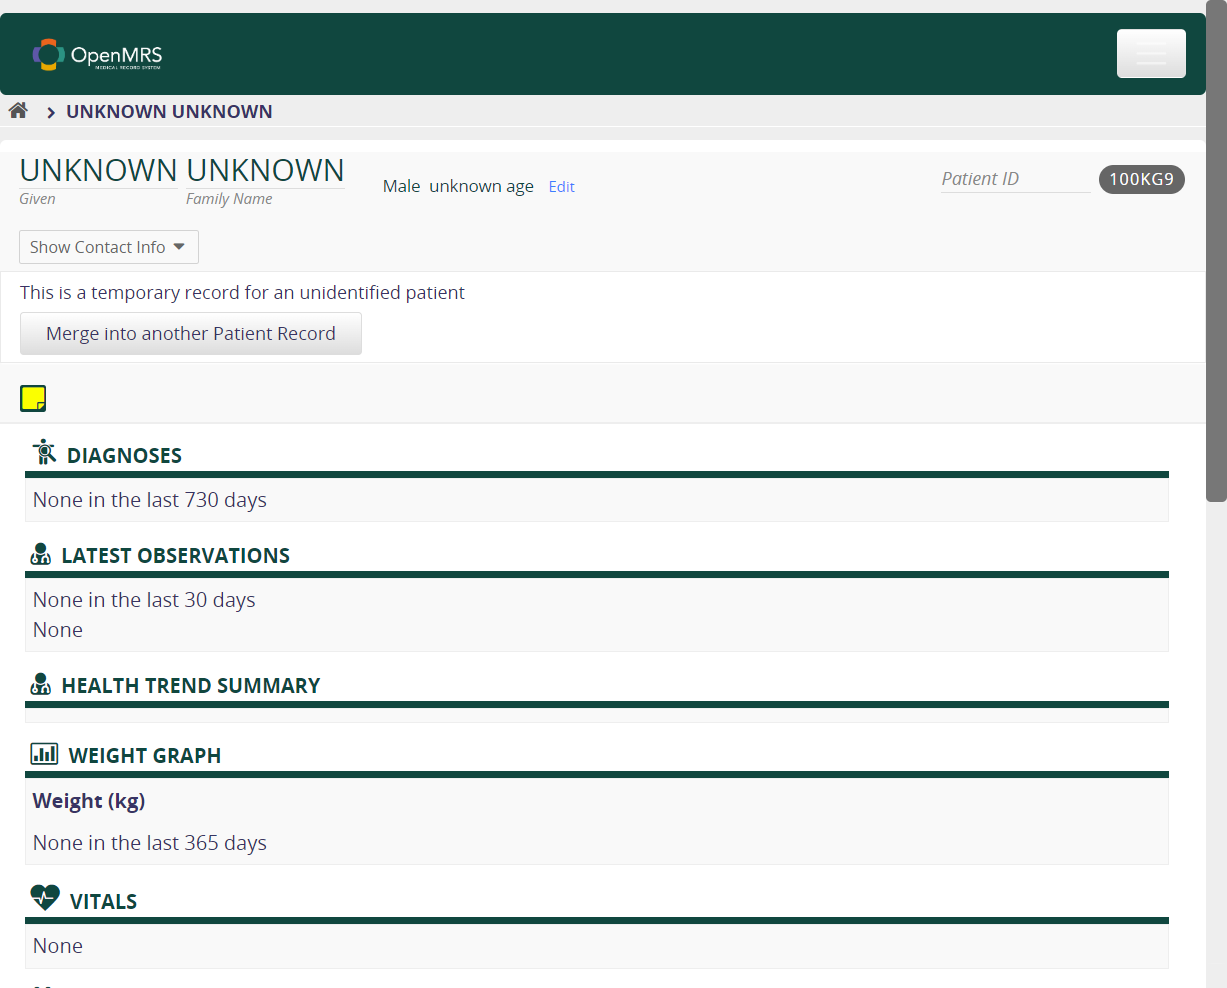 OpenMRS
MEDICAL RECORD SYSTEM
UNKNOWN UNKNOWN
UNKNOWN UNKNOWN
Given Family Name
Male unknown age Edit
Patient ID 100KG9
Show Contact Info
This is a temporary record for an unidentified patient
Merge into another Patient Record
DIAGNOSES
None in the last 730 days
LATEST OBSERVATIONS
None in the last 30 days
None
HEALTH TREND SUMMARY
WEIGHT GRAPH
Weight (kg)
None in the last 365 days
VITALS
None